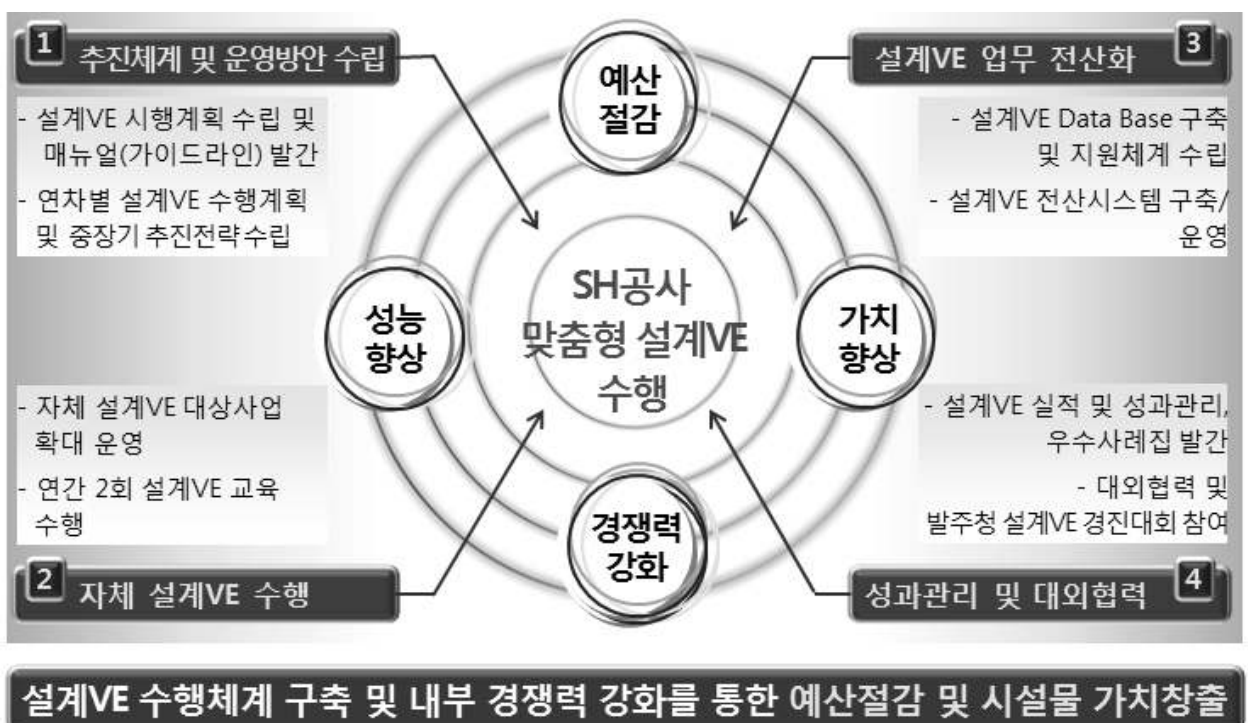 1 추진체계 및 운영방안 수립
- 설계VE 시행계획 수립 및
매뉴얼(가이드라인) 발간
- 연차별 설계VE 수행계획
및 중장기 추진전략수립
예산
절감
설계VE 업무 전산화 3
- 설계VE Data Base 구축
및 지원체계 수립
- 설계VE 전산시스템 구축/
운영
성능
향상
SH공사
맞춤형 설계VE
수행
가치
향상
- 자체 설계VE 대상사업
확대 운영
- 연간 2회 설계VE 교육
수행
2 자체 설계VE 수행
경쟁력
강화
- 설계VE 실적 및 성과관리,
우수사례집 발간
- 대외협력 및
발주청 설계VE 경진대회 참여
성과관리 및 대외협력 4
설계VE 수행체계 구축 및 내부 경쟁력 강화를 통한 예산절감 및 시설물 가치창출